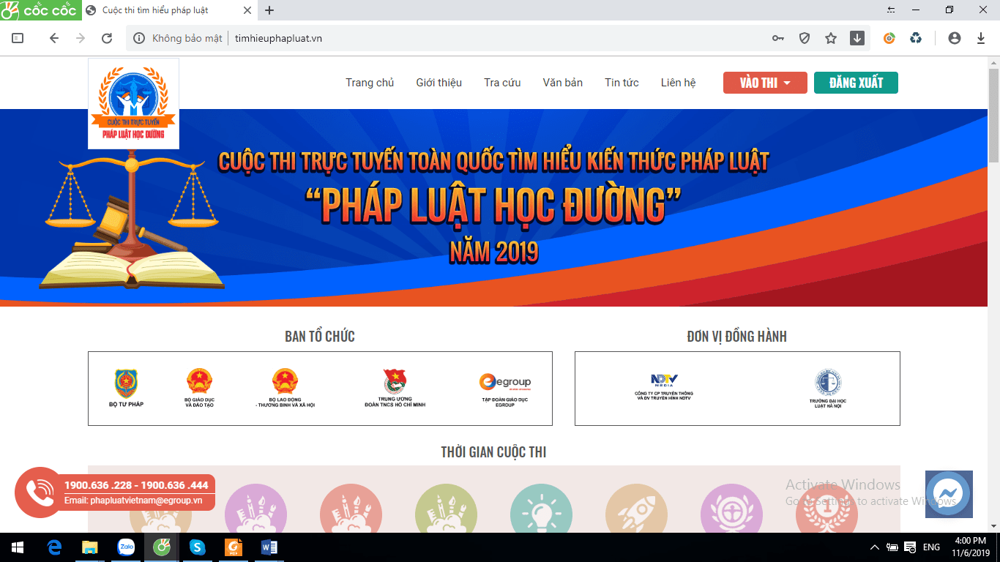 cốc cốc
Cuộc thi tìm hiểu pháp luật
Không bảo mật
timhieuphapluat.vn
CUỘC THI TRỰC TUYẾN
PHÁP LUẬT HỌC ĐƯỜNG
Trang chủ
Giới thiệu
Tra cứu
Văn bản
Tin tức
Liên hệ
VÀO THI
ĐĂNG XUẤT
CUỘC THI TRỰC TUYẾN TOÀN QUỐC TÌM HIỂU KIẾN THỨC PHÁP LUẬT
“PHÁP LUẬT HỌC ĐƯỜNG”
NĂM 2019
BAN TỔ CHỨC
BỘ TƯ PHÁP
BỘ GIÁO DỤC
VÀ ĐÀO TẠO
BỘ LAO ĐỘNG
- THƯƠNG BINH VÀ XÃ HỘI
TRUNG ƯƠNG
ĐOÀN TNCS HỒ CHÍ MINH
egroup
TẬP ĐOÀN GIÁO DỤC
EGROUP
ĐƠN VỊ ĐỒNG HÀNH
NDTV
MEDIA
CÔNG TY CP TRUYỀN THÔNG
VÀ DV TRUYỀN HÌNH NDTV
TRƯỜNG ĐẠI HỌC
LUẬT HÀ NỘI
THỜI GIAN CUỘC THI
1900.636 .228 - 1900.636 .444
Email: phapluatvietnam@egroup.vn
1
Activate Windows
Go to Settings to activate Windows.
Zalo
PDF
ENG
4:00 PM
11/6/2019